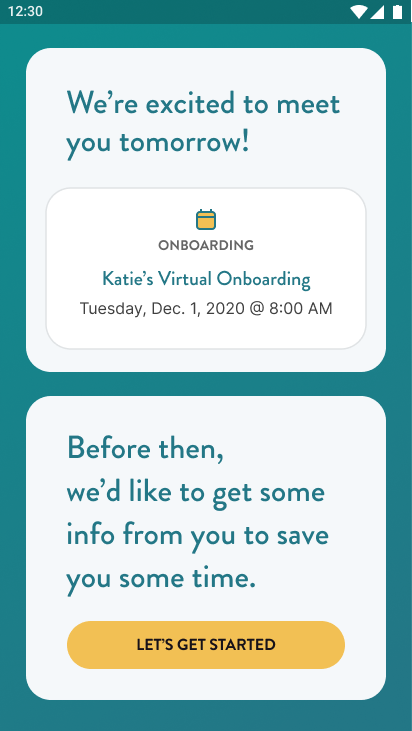 12:30
We’re excited to meet
you tomorrow!
ONBOARDING
Katie’s Virtual Onboarding
Tuesday, Dec. 1, 2020 @ 8:00 AM
Before then,
we’d like to get some
info from you to save
you some time.
LET’S GET STARTED